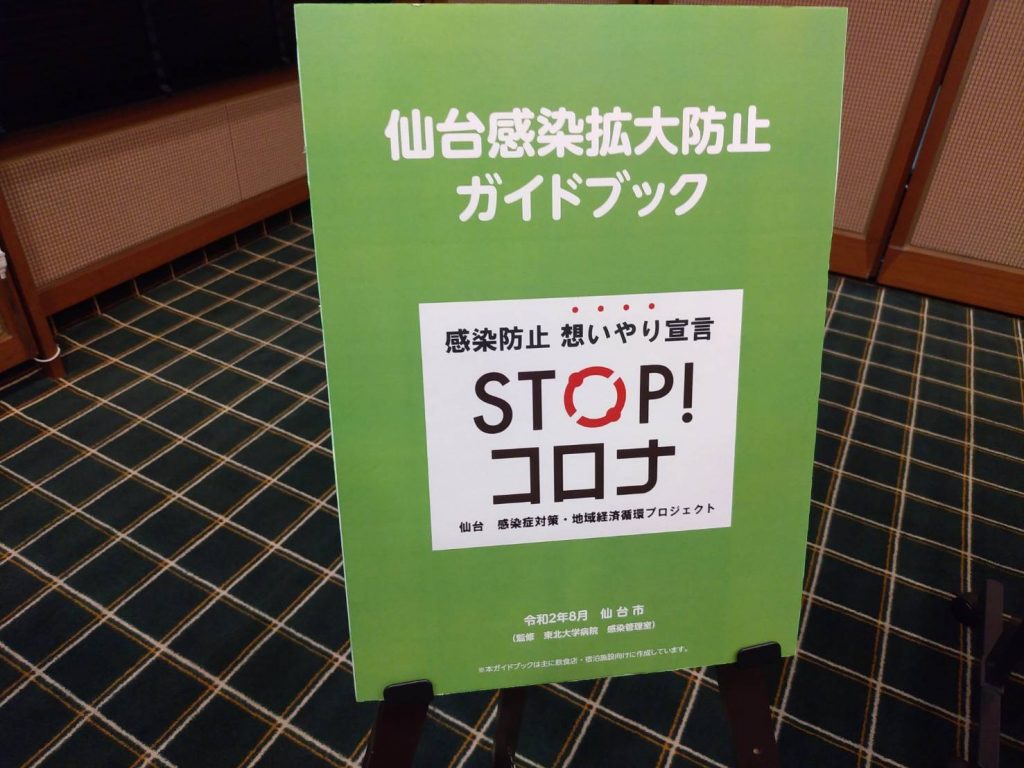 仙台感染拡大防止
ガイドブック
感染防止 想いやり宣言
STOP!
コロナ
仙台　感染症対策・地域経済循環プロジェクト
令和2年8月　仙台市
（監修　東北大学病院　感染管理室）
※本ガイドブックは主に飲食店・宿泊施設向けに作成しています。